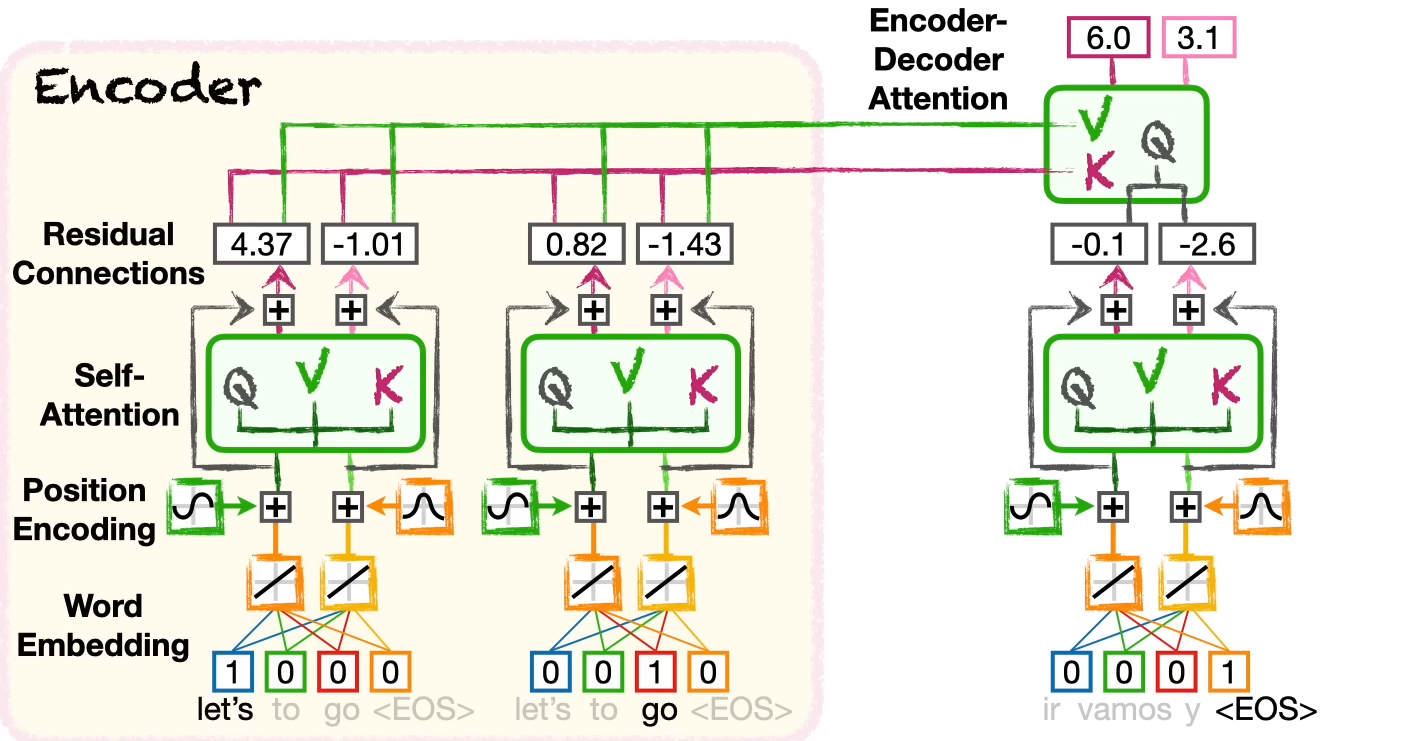 Encoder-
Decoder
Attention
6.0 3.1
Encoder
V
Q
K
Residual
Connections
4.37 -1.01 0.82 -1.43 -0.1 -2.6
+ + + + + +
Self-
Attention
Q V K Q V K Q V K
Position
Encoding
+ + + + + +
Word
Embedding
1 0 0 0 0 0 1 0 0 0 0 1
let's to go <EOS> let's to go <EOS> ir vamos y <EOS>